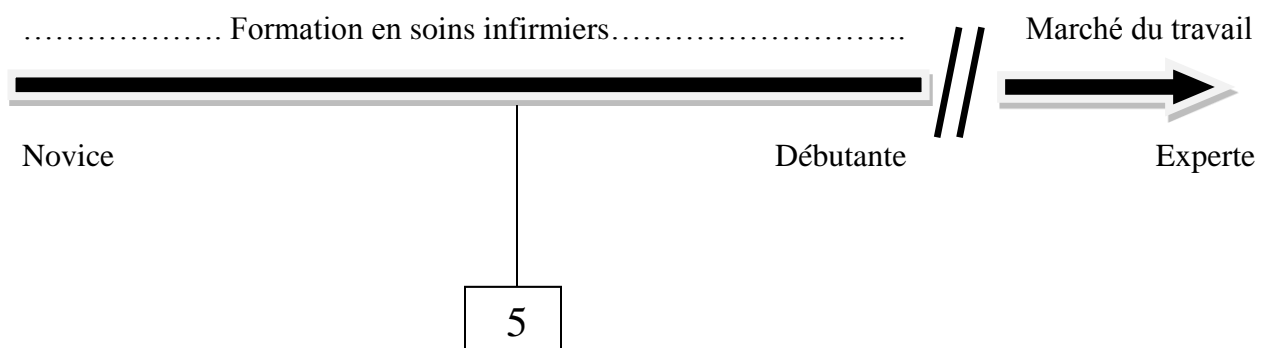 ………………. Formation en soins infirmiers………………………. Marché du travail
Novice Débutante Experte
5